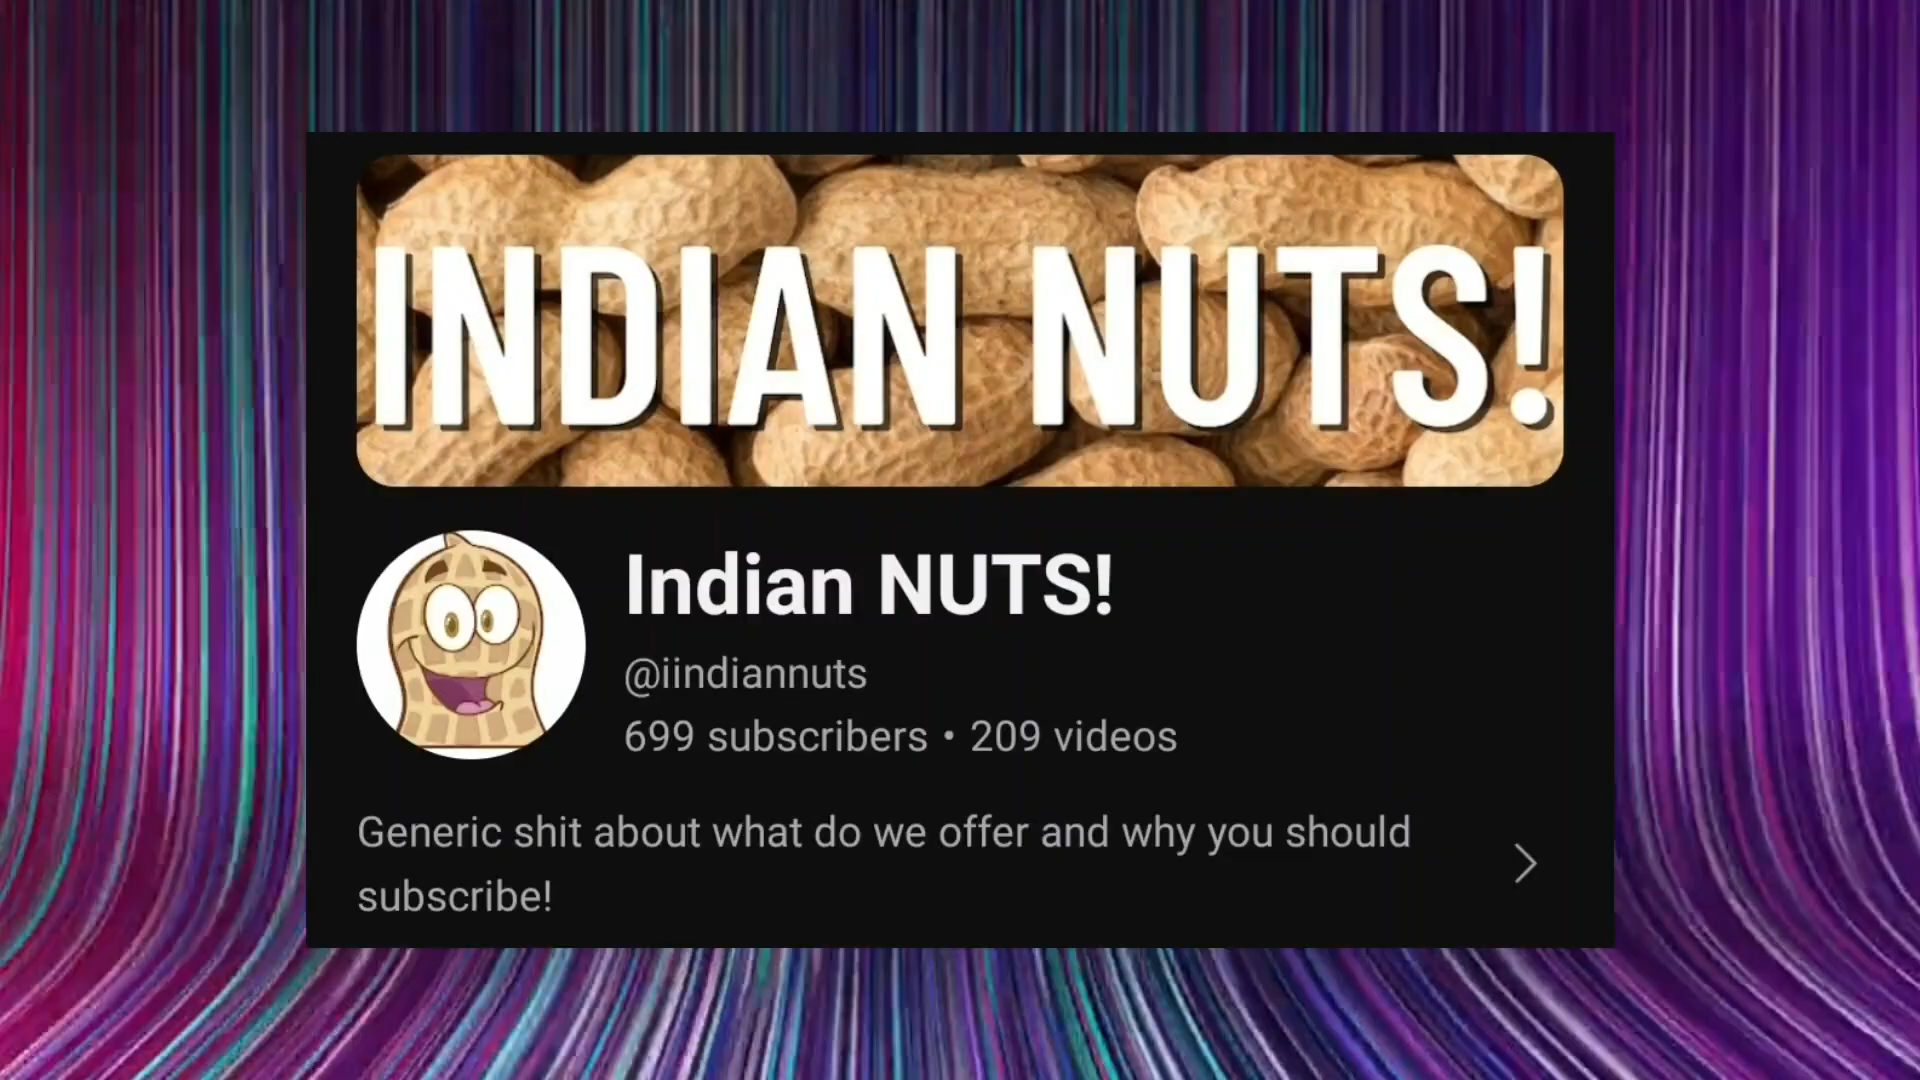 INDIAN NUTS!
Indian NUTS!
@iindiannuts
699 subscribers • 209 videos
Generic shit about what do we offer and why you should
subscribe!